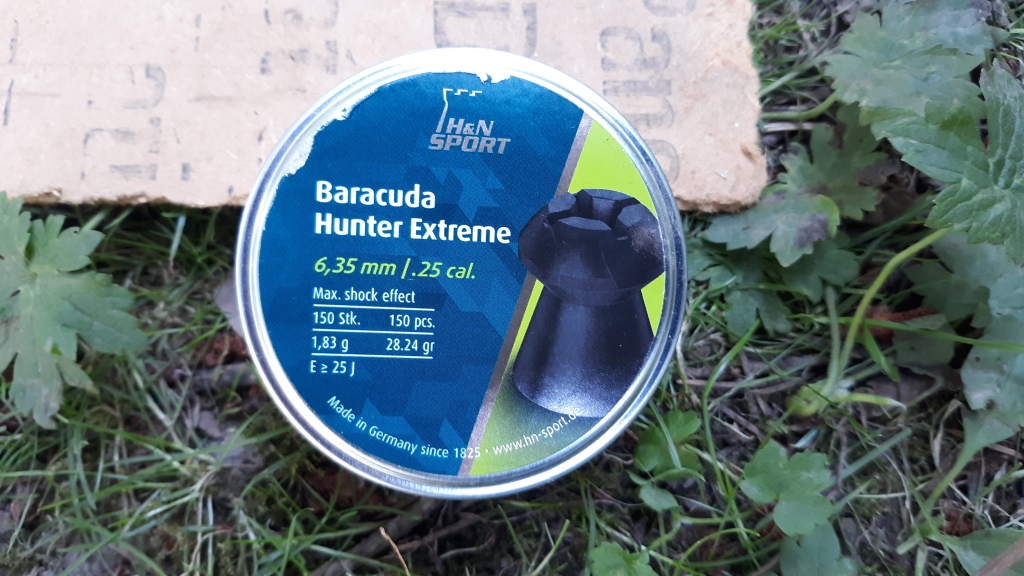 H&N
SPORT
Baracuda
Hunter Extreme
6,35 mm | .25 cal.
Max. shock effect
150 Stk. 150 pcs.
1,83 g 28.24 gr
E ≥ 25 J
Made in Germany since 1825 · www.hn-sport.de